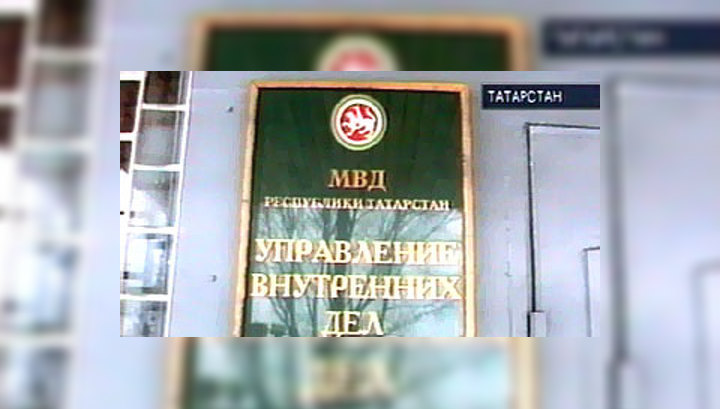 ТАТАРСТАН
МВД
РЕСПУБЛИКИ ТАТАРСТАН
УПРАВЛЕНИЕ
ВНУТРЕННИХ
ДЕЛ